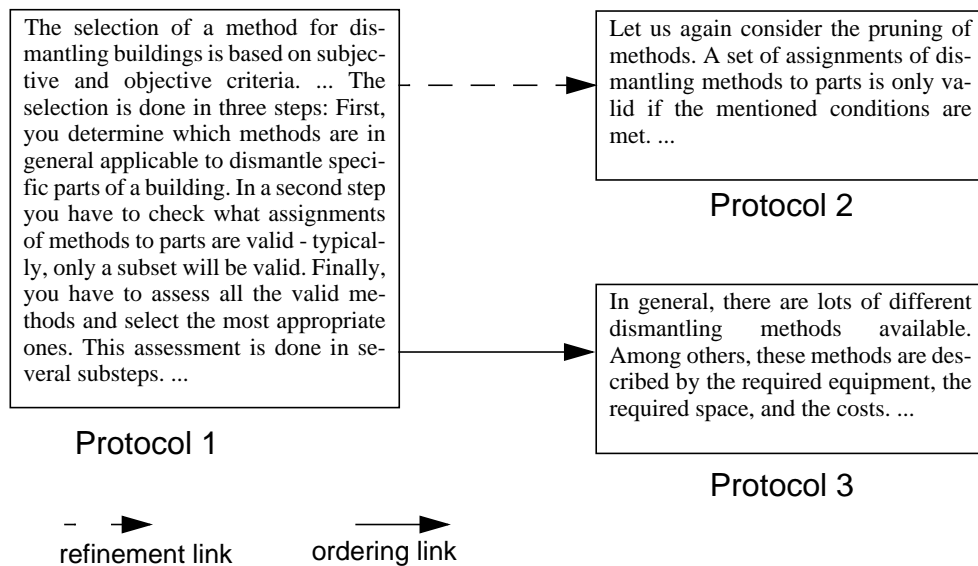 The selection of a method for dis-
mantling buildings is based on subjec-
tive and objective criteria. ... The
selection is done in three steps: First,
you determine which methods are in
general applicable to dismantle speci-
fic parts of a building. In a second step
you have to check what assignments
of methods to parts are valid - typical-
ly, only a subset will be valid. Finally,
you have to assess all the valid me-
thods and select the most appropriate
ones. This assessment is done in se-
veral substeps. ...
Protocol 1
Let us again consider the pruning of
methods. A set of assignments of dis-
mantling methods to parts is only va-
lid if the mentioned conditions are
met. ...
Protocol 2
In general, there are lots of different
dismantling methods available.
Among others, these methods are des-
cribed by the required equipment, the
required space, and the costs. ...
Protocol 3
refinement link
ordering link